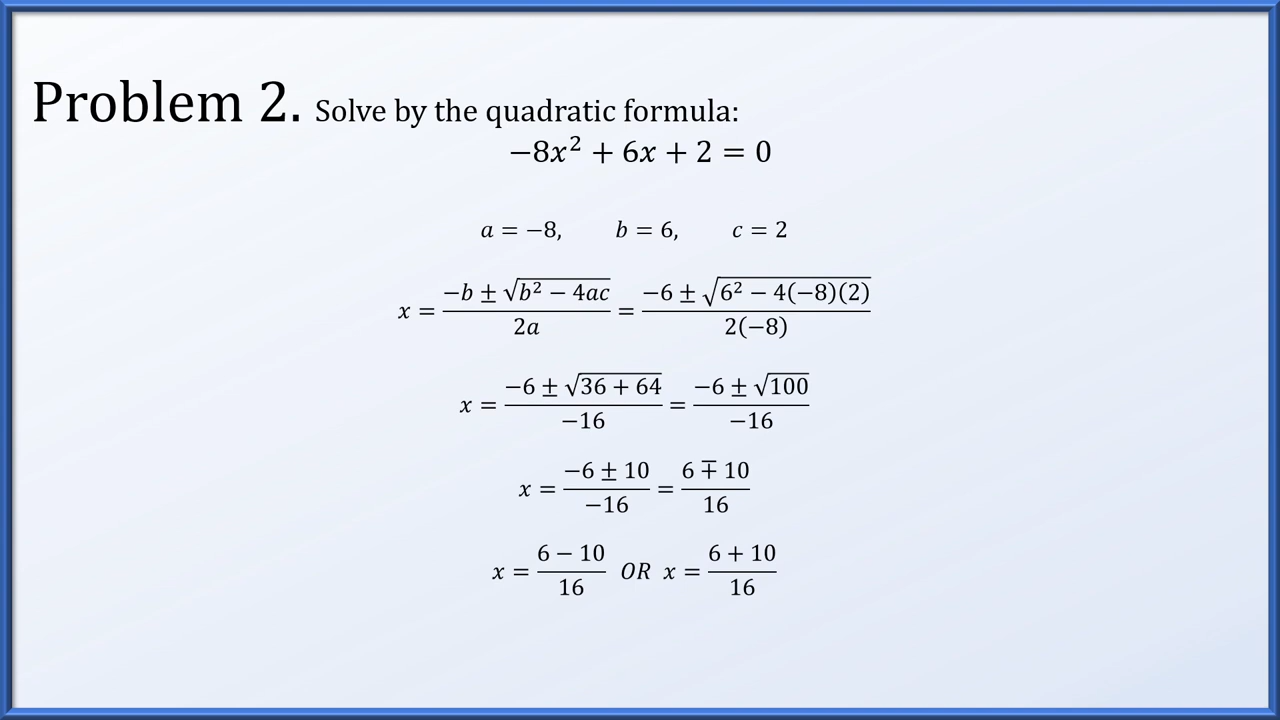 Problem 2. Solve by the quadratic formula:
−8x² + 6x + 2 = 0
a = −8,    b = 6,    c = 2
x = (−b ± √(b² − 4ac))/(2a) = (−6 ± √(6² − 4(−8)(2)))/(2(−8))
x = (−6 ± √(36 + 64))/(−16) = (−6 ± √100)/(−16)
x = (−6 ± 10)/(−16) = (6 ∓ 10)/16
x = (6 − 10)/16 OR x = (6 + 10)/16